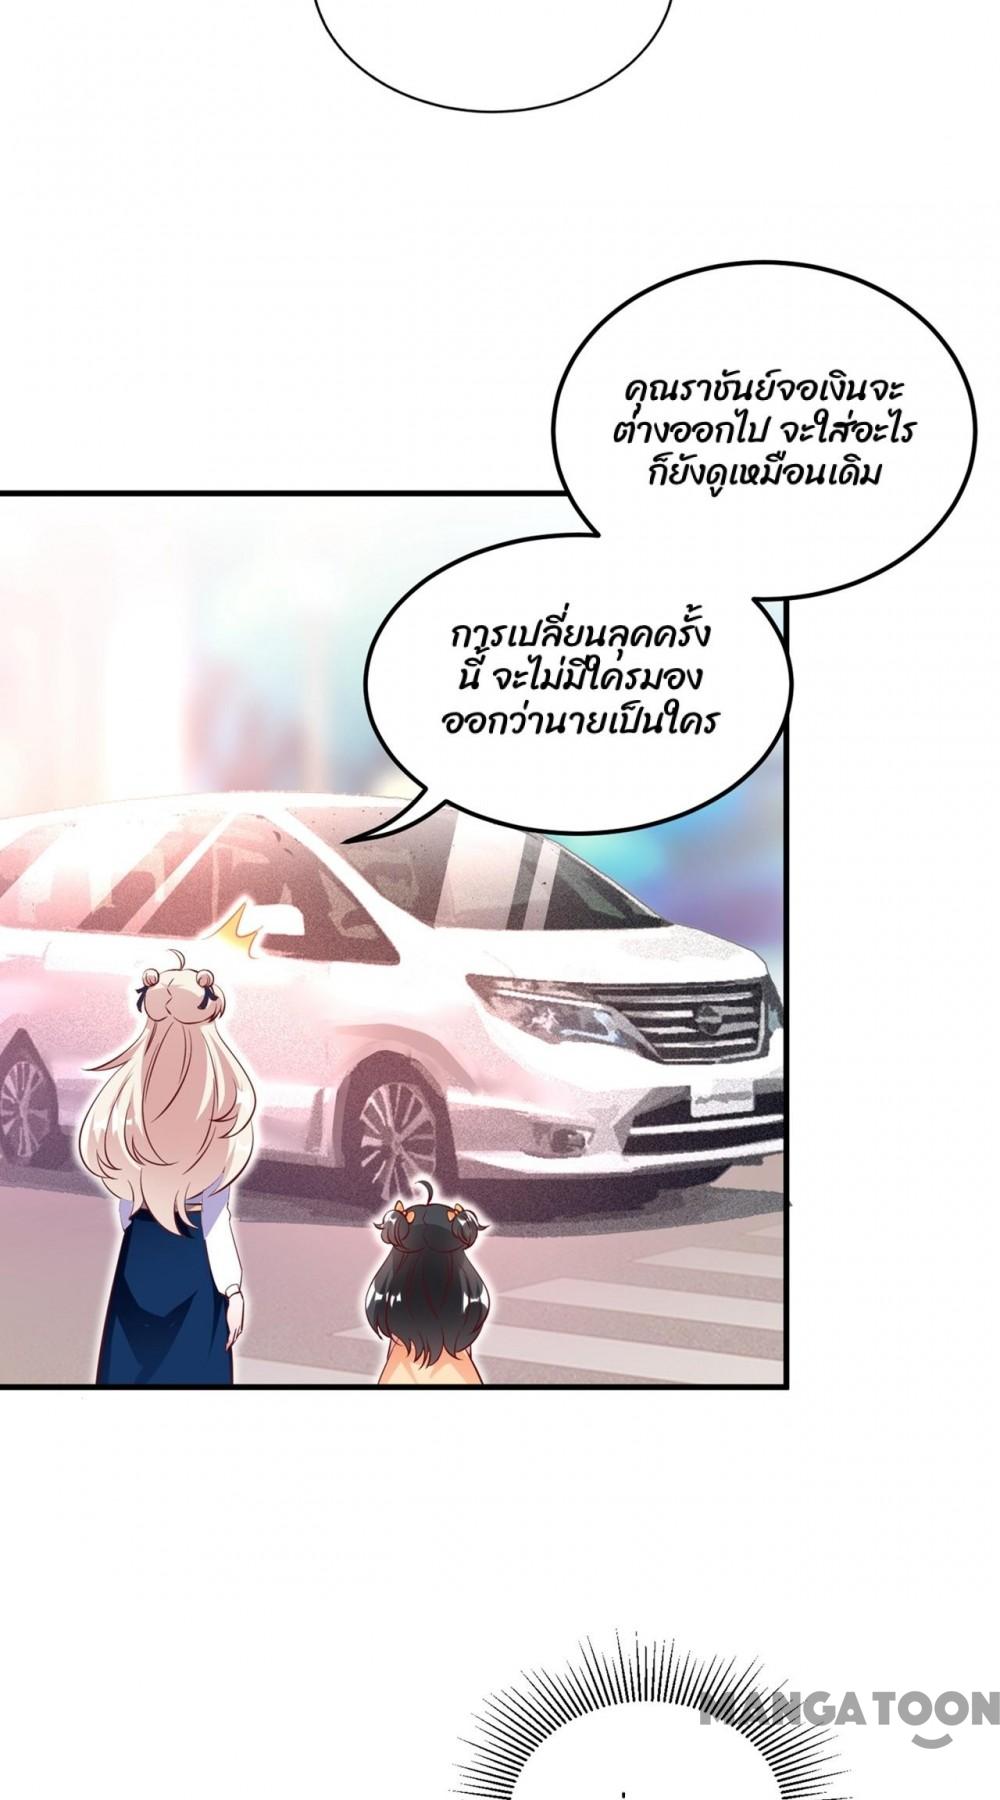 คุณราชันย์จอเงินจะ
ต่างออกไป จะใส่อะไร
ก็ยังดูเหมือนเดิม
การเปลี่ยนลุคครั้ง
นี้ จะไม่มีใครมอง
ออกว่านายเป็นใคร
MANGATOON